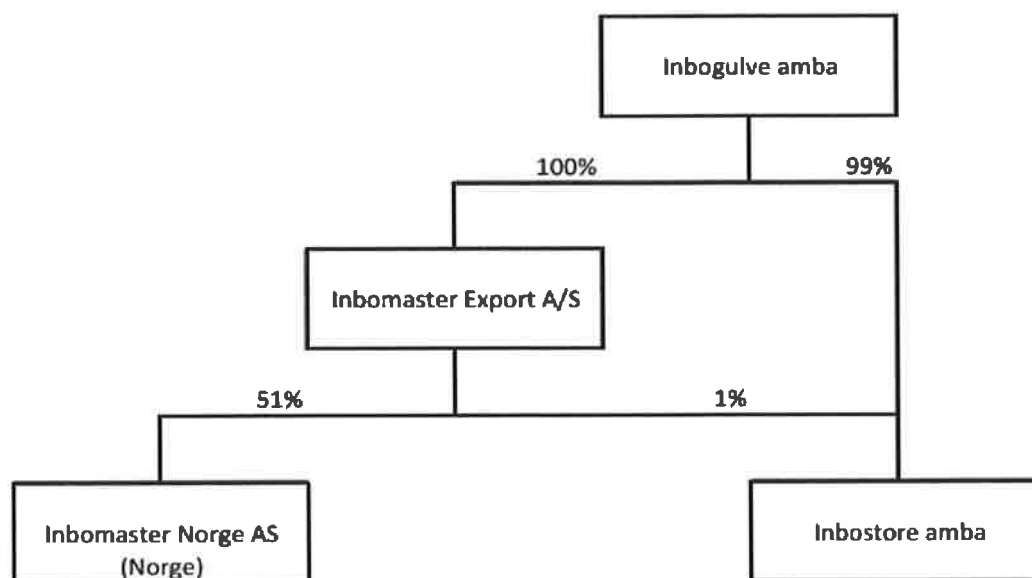 Inbogulve amba
100%
99%
Inbomaster Export A/S
51%
1%
Inbomaster Norge AS
(Norge)
Inbostore amba